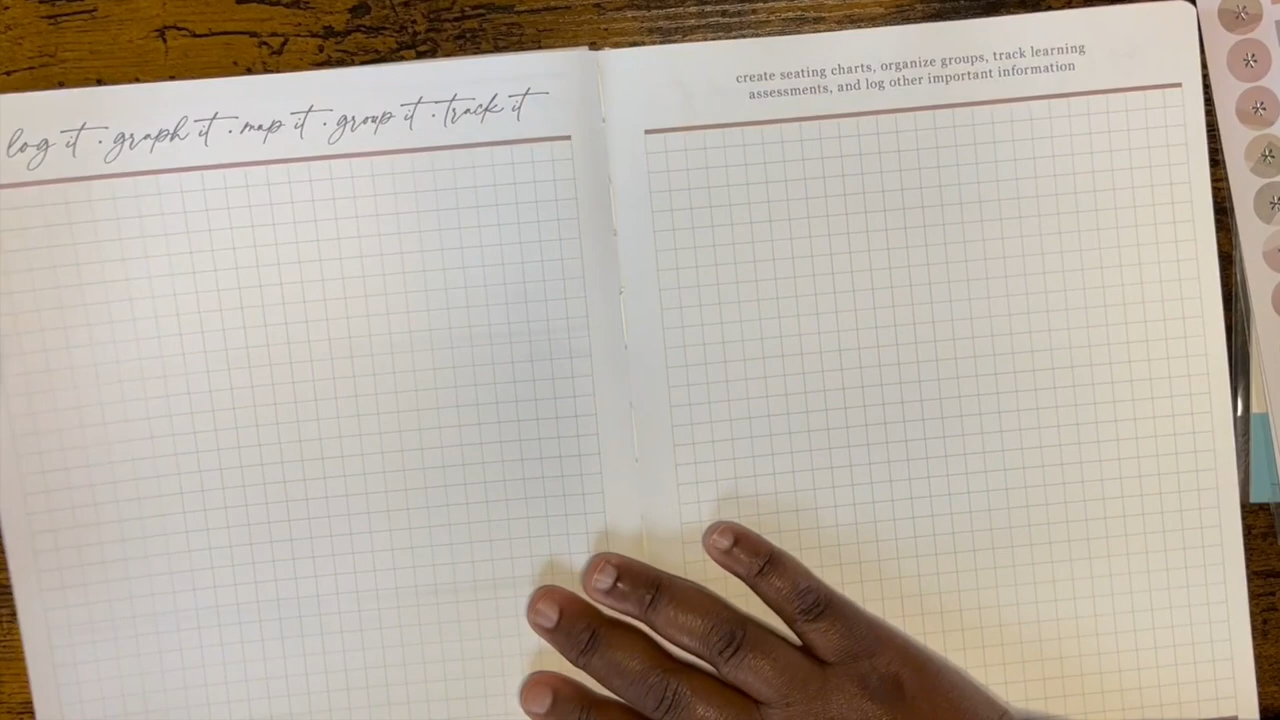 log it · graph it · map it · group it · track it
create seating charts, organize groups, track learning
assessments, and log other important information